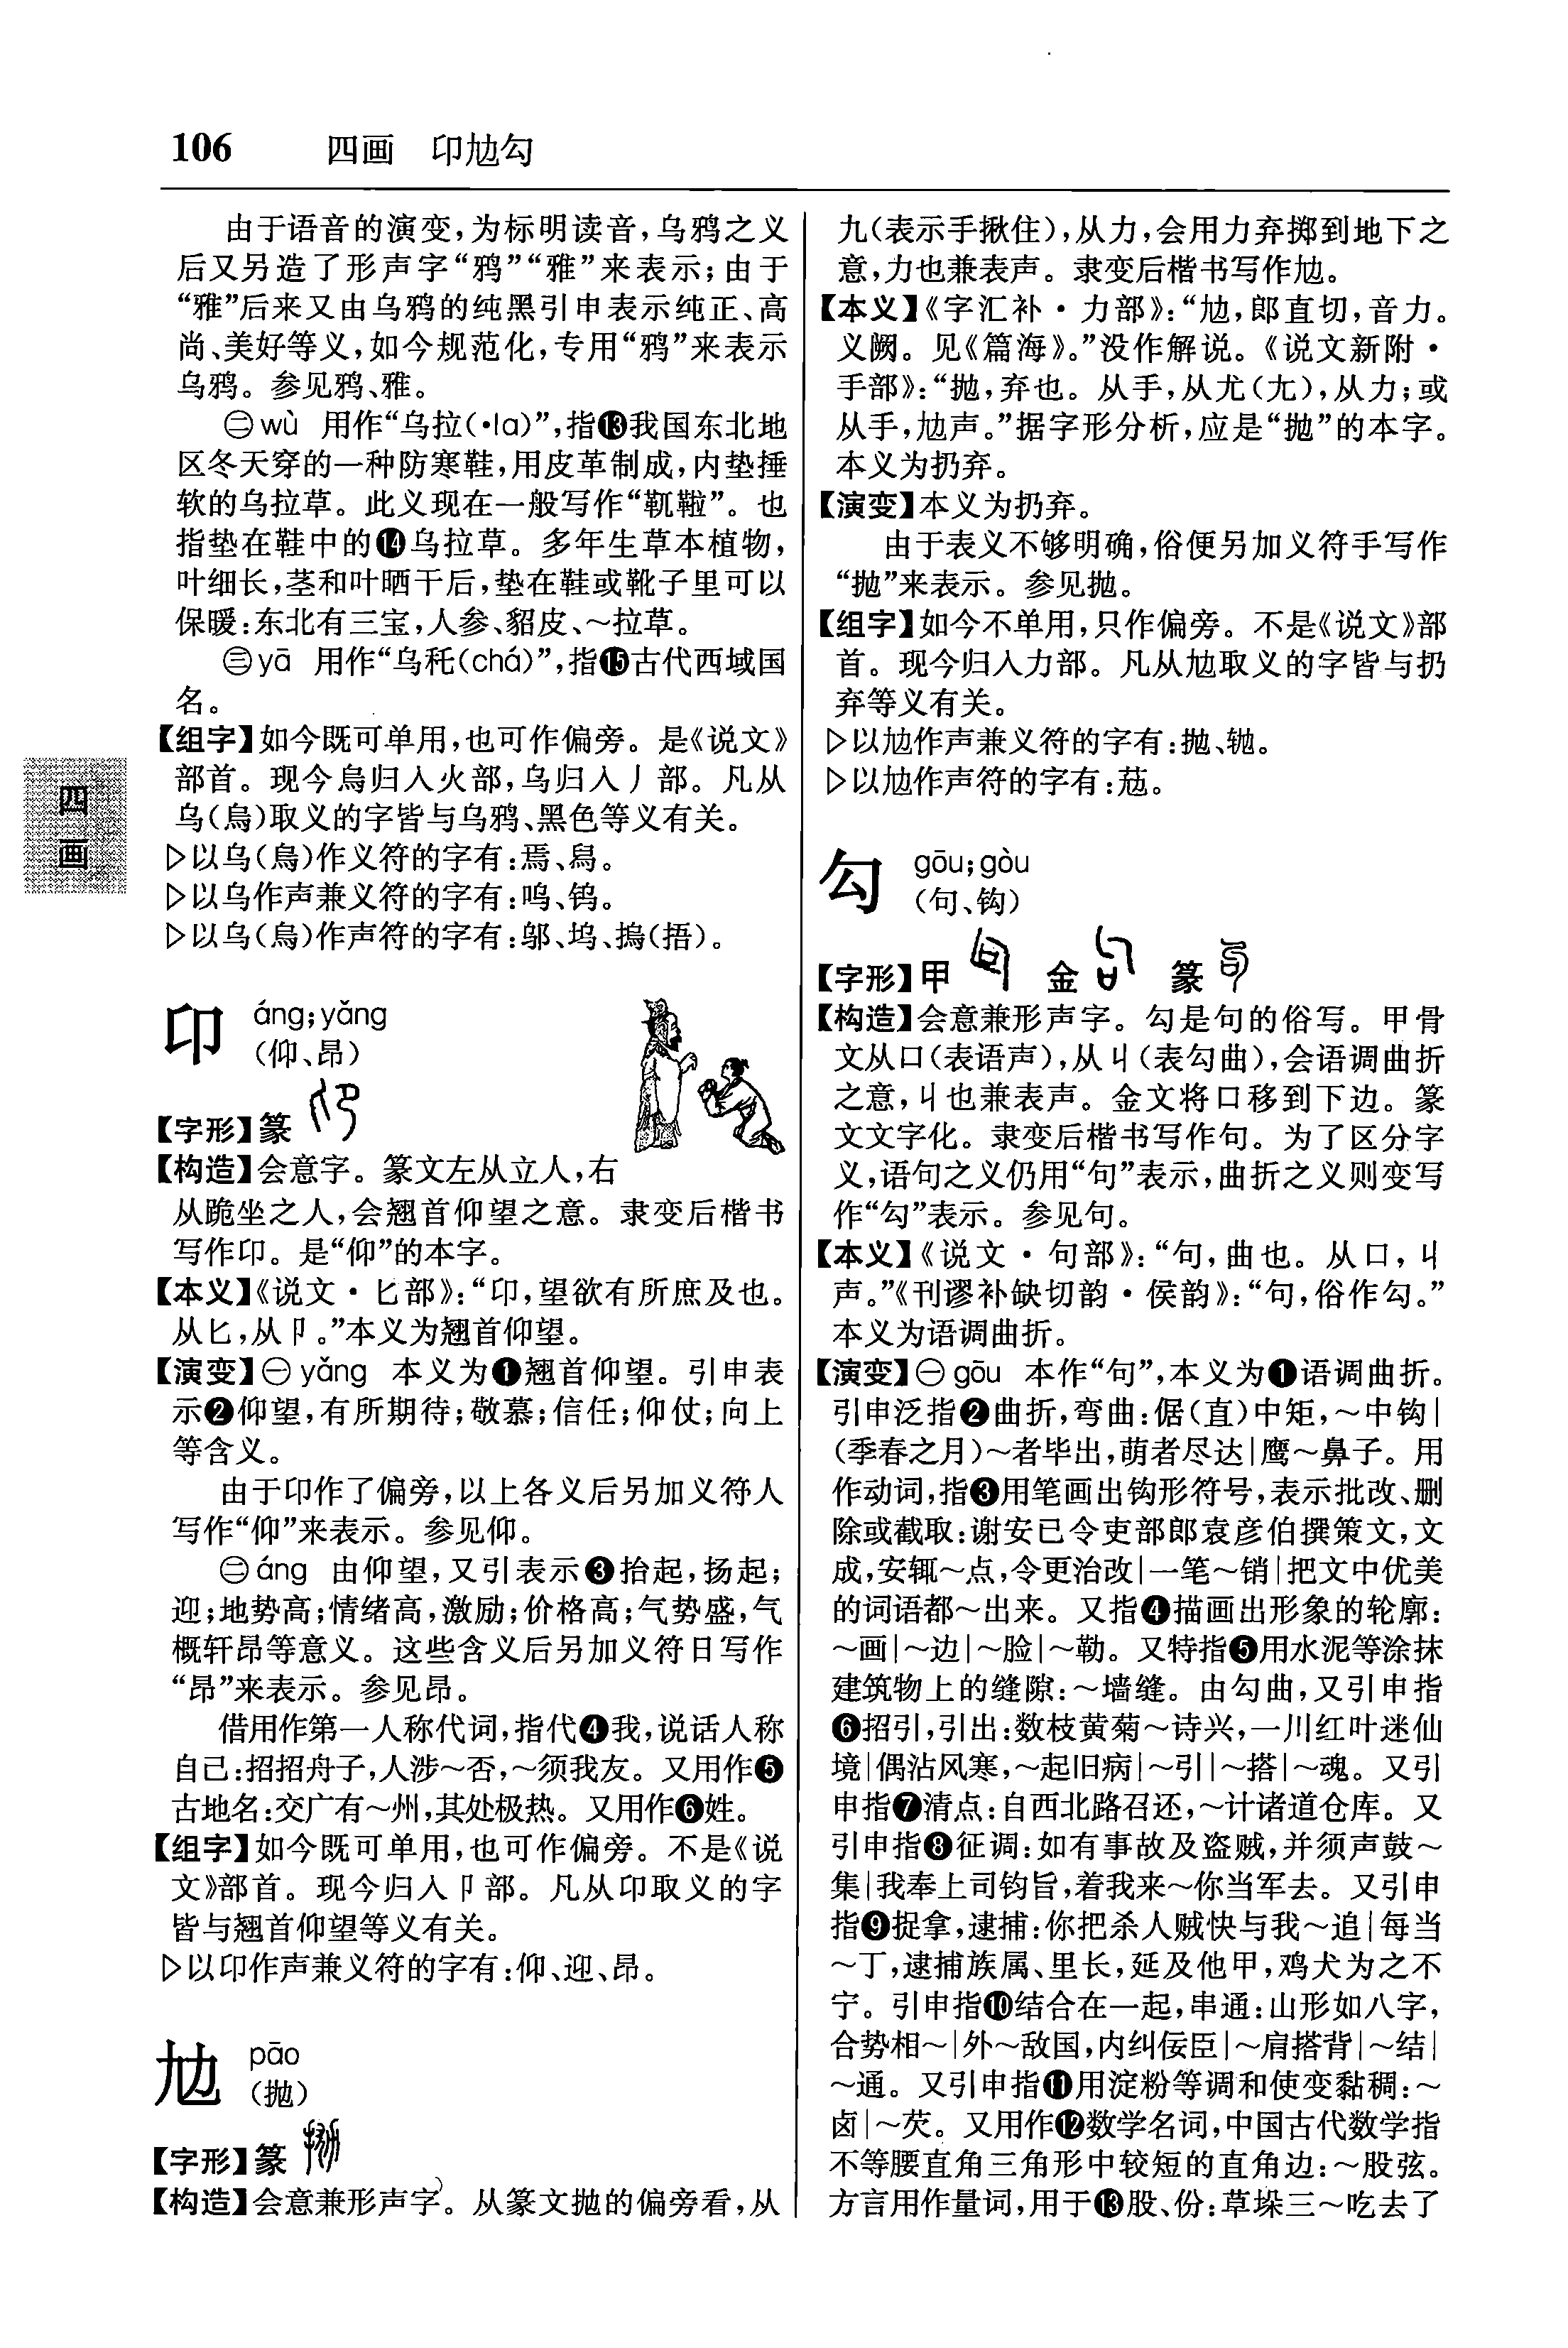 106 四画 卬尥勾
由于语音的演变,为标明读音,乌鸦之义
后又另造了形声字“鸦”“雅”来表示;由于
“雅”后来又由乌鸦的纯黑引申表示纯正、高
尚、美好等义,如今规范化,专用“鸦”来表示
乌鸦。参见鸦、雅。
㊁wù 用作“乌拉(·la)”,指⓭我国东北地
区冬天穿的一种防寒鞋,用皮革制成,内垫捶
软的乌拉草。此义现在一般写作“靰鞡”。也
指垫在鞋中的⓮乌拉草。多年生草本植物,
叶细长,茎和叶晒干后,垫在鞋或靴子里可以
保暖:东北有三宝,人参、貂皮、~拉草。
㊂yā 用作“乌秅(chá)”,指⓯古代西域国
名。
【组字】如今既可单用,也可作偏旁。是《说文》
部首。现今烏归入火部,乌归入丿部。凡从
乌(烏)取义的字皆与乌鸦、黑色等义有关。
▷以乌(烏)作义符的字有:焉、舄。
▷以乌作声兼义符的字有:呜、钨。
▷以乌(烏)作声符的字有:邬、坞、摀(捂)。
卬 áng;yǎng
(仰、昂)
【字形】篆
【构造】会意字。篆文左从立人,右
从跪坐之人,会翘首仰望之意。隶变后楷书
写作卬。是“仰”的本字。
【本义】《说文·匕部》:“卬,望欲有所庶及也。
从匕,从卩。”本义为翘首仰望。
【演变】㊀yǎng 本义为❶翘首仰望。引申表
示❷仰望,有所期待;敬慕;信任;仰仗;向上
等含义。
由于卬作了偏旁,以上各义后另加义符人
写作“仰”来表示。参见仰。
㊁áng 由仰望,又引表示❸抬起,扬起;
迎;地势高;情绪高,激励;价格高;气势盛,气
概轩昂等意义。这些含义后另加义符日写作
“昂”来表示。参见昂。
借用作第一人称代词,指代❹我,说话人称
自己:招招舟子,人涉~否,~须我友。又用作❺
古地名:交广有~州,其处极热。又用作❻姓。
【组字】如今既可单用,也可作偏旁。不是《说
文》部首。现今归入卩部。凡从卬取义的字
皆与翘首仰望等义有关。
▷以卬作声兼义符的字有:仰、迎、昂。
尥 pāo
(抛)
【字形】篆
【构造】会意兼形声字。从篆文抛的偏旁看,从
九(表示手揪住),从力,会用力弃掷到地下之
意,力也兼表声。隶变后楷书写作尥。
【本义】《字汇补·力部》:“尥,郎直切,音力。
义阙。见《篇海》。”没作解说。《说文新附·
手部》:“抛,弃也。从手,从尤(尢),从力;或
从手,尥声。”据字形分析,应是“抛”的本字。
本义为扔弃。
【演变】本义为扔弃。
由于表义不够明确,俗便另加义符手写作
“抛”来表示。参见抛。
【组字】如今不单用,只作偏旁。不是《说文》部
首。现今归入力部。凡从尥取义的字皆与扔
弃等义有关。
▷以尥作声兼义符的字有:抛、
▷以尥作声符的字有:
勾 gōu;gòu
(句、钩)
【字形】甲 金 篆
【构造】会意兼形声字。勾是句的俗写。甲骨
文从口(表语声),从丩(表勾曲),会语调曲折
之意,丩也兼表声。金文将口移到下边。篆
文文字化。隶变后楷书写作句。为了区分字
义,语句之义仍用“句”表示,曲折之义则变写
作“勾”表示。参见句。
【本义】《说文·句部》:“句,曲也。从口,丩
声。”《刊谬补缺切韵·侯韵》:“句,俗作勾。”
本义为语调曲折。
【演变】㊀gōu 本作“句”,本义为❶语调曲折。
引申泛指❷曲折,弯曲:倨(直)中矩,~中钩|
(季春之月)~者毕出,萌者尽达|鹰~鼻子。用
作动词,指❸用笔画出钩形符号,表示批改、删
除或截取:谢安已令吏部郎袁彦伯撰策文,文
成,安辄~点,令更治改|一笔~销|把文中优美
的词语都~出来。又指❹描画出形象的轮廓:
~画|~边|~脸|~勒。又特指❺用水泥等涂抹
建筑物上的缝隙:~墙缝。由勾曲,又引申指
❻招引,引出:数枝黄菊~诗兴,一川红叶迷仙
境|偶沾风寒,~起旧病|~引|~搭|~魂。又引
申指❼清点:自西北路召还,~计诸道仓库。又
引申指❽征调:如有事故及盗贼,并须声鼓~
集|我奉上司钧旨,着我来~你当军去。又引申
指❾捉拿,逮捕:你把杀人贼快与我~追|每当
~丁,逮捕族属、里长,延及他甲,鸡犬为之不
宁。引申指❿结合在一起,串通:山形如八字,
合势相~|外~敌国,内纠佞臣|~肩搭背|~结|
~通。又引申指⓫用淀粉等调和使变黏稠:~
卤|~芡。又用作⓬数学名词,中国古代数学指
不等腰直角三角形中较短的直角边:~股弦。
方言用作量词,用于⓭股、份:草垛三~吃去了
四
画